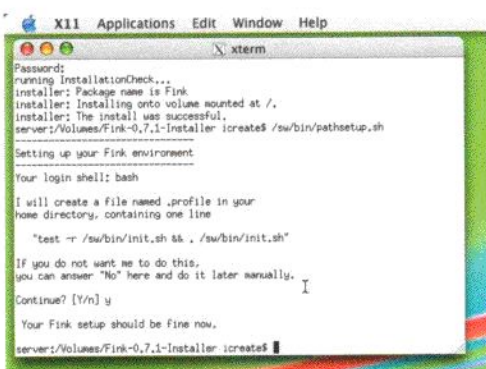 X11 Applications Edit Window Help
X xterm
Password:
running InstallationCheck...
installer: Package name is Fink
installer: Installing onto volume mounted at /.
installer: The install was successful.
server:/Volumes/Fink-0.7.1-Installer icreate$ /sw/bin/pathsetup.sh
--------------------------------
Setting up your Fink environment
--------------------------------
Your login shell: bash
I will create a file named .profile in your
home directory, containing one line
"test -r /sw/bin/init.sh && . /sw/bin/init.sh"
If you do not want me to do this,
you can answer "No" here and do it later manually.
Continue? [Y/n] y
Your Fink setup should be fine now.
server:/Volumes/Fink-0.7.1-Installer icreate$